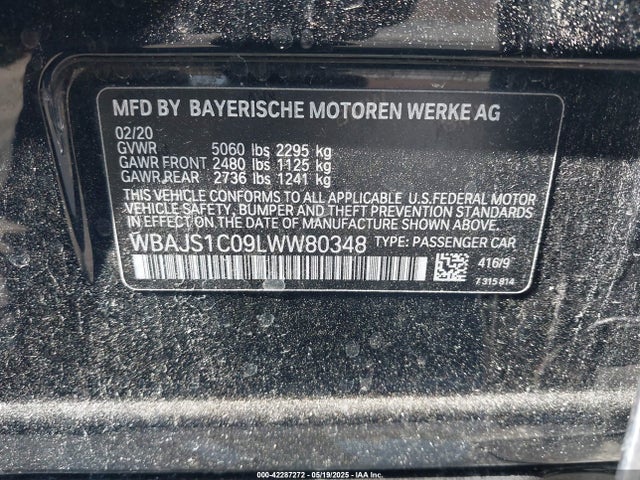 MFD BY BAYERISCHE MOTOREN WERKE AG
02/20
GVWR 5060 lbs 2295 kg
GAWR FRONT 2480 lbs 1125 kg
GAWR REAR 2736 lbs 1241 kg
THIS VEHICLE CONFORMS TO ALL APPLICABLE U.S.FEDERAL MOTOR
VEHICLE SAFETY, BUMPER AND THEFT PREVENTION STANDARDS
IN EFFECT ON THE DATE OF MANUFACTURE SHOWN ABOVE.
WBAJS1C09LWW80348 TYPE: PASSENGER CAR
416/9
7 315 814
000-42287272 - 05/19/2025 - IAA Inc.